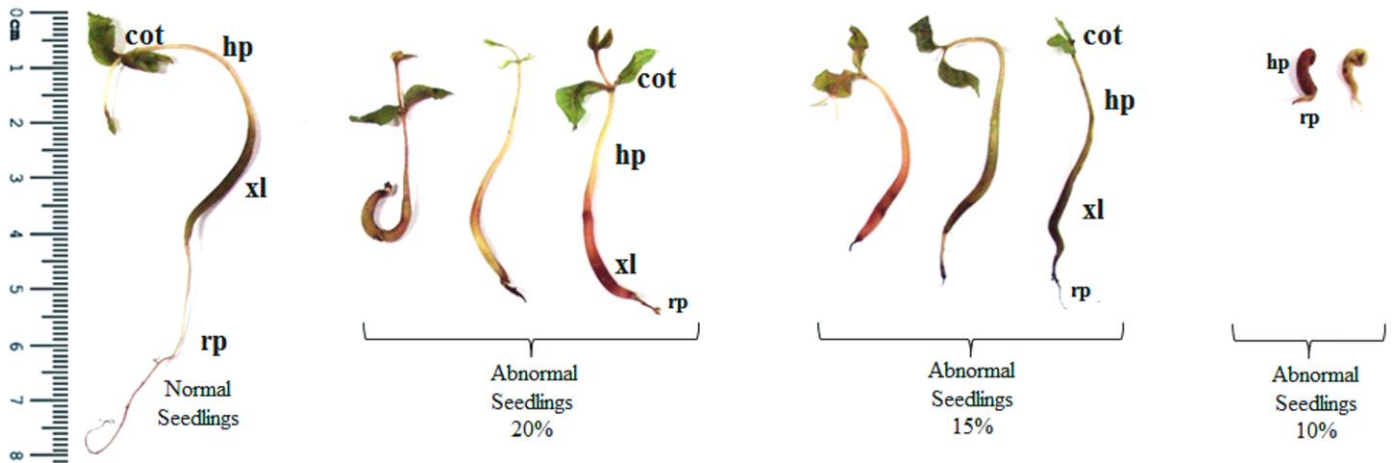 0
cm
1
2
3
4
5
6
7
8
cot
hp
xl
rp
Normal
Seedlings
cot
hp
xl
rp
Abnormal
Seedlings
20%
cot
hp
xl
rp
Abnormal
Seedlings
15%
hp
rp
Abnormal
Seedlings
10%